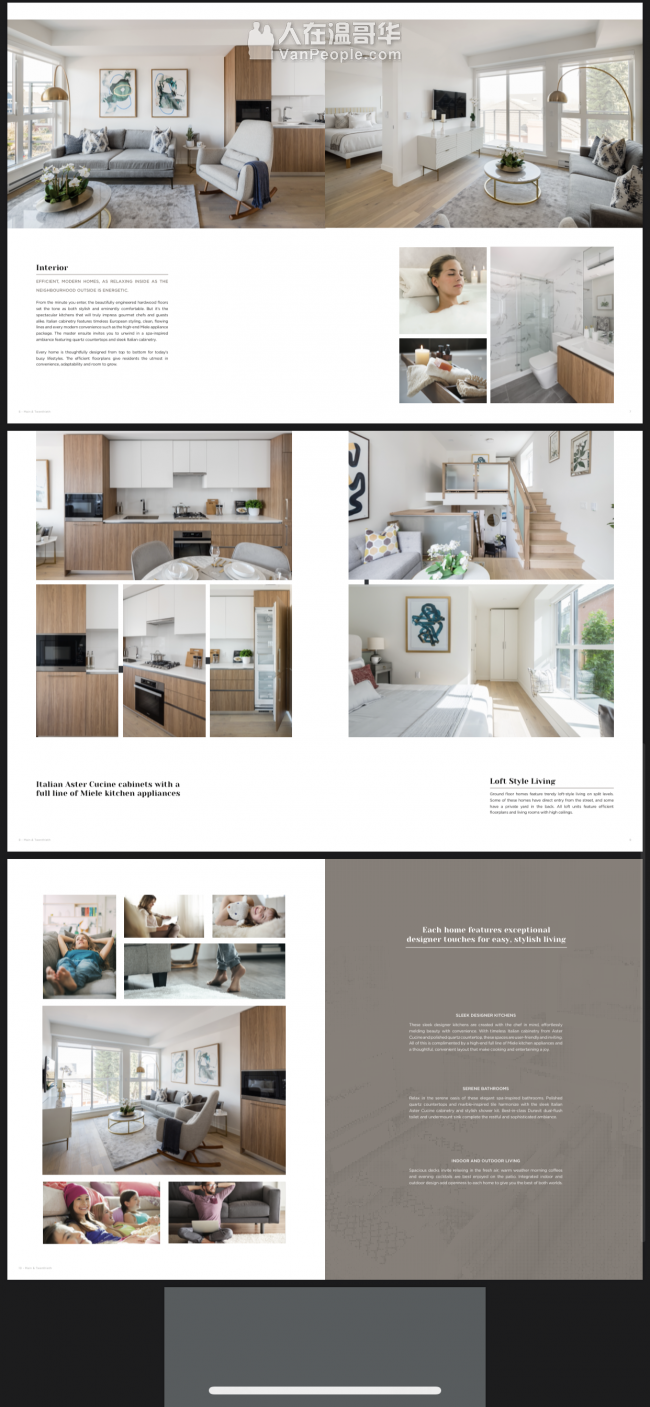 人在温哥华
VanPeople.com
Interior
EFFICIENT, MODERN HOMES, AS RELAXING INSIDE AS THE
NEIGHBOURHOOD OUTSIDE IS ENERGETIC.
From the minute you enter, the beautifully engineered hardwood floors
set the tone as both stylish and eminently comfortable. But it's the
spectacular kitchens that will truly impress gourmet chefs and guests
alike. Italian cabinetry features timeless European styling, clean, flowing
lines and every modern convenience such as the high-end Miele appliance
package. The master ensuite invites you to unwind in a spa-inspired
ambiance featuring quartz countertops and sleek Italian cabinetry.
Every home is thoughtfully designed from top to bottom for today's
busy lifestyles. The efficient floorplans give residents the utmost in
convenience, adaptability and room to grow.
Italian Aster Cucine cabinets with a
full line of Miele kitchen appliances
Loft Style Living
Ground floor homes feature trendy loft-style living on split levels.
Some of these homes have direct entry from the street, and some
have a private yard in the back. All loft units feature efficient
floorplans and living rooms with high ceilings.
Each home features exceptional
designer touches for easy, stylish living
SLEEK DESIGNER KITCHENS
These sleek designer kitchens are created with the chef in mind, effortlessly
melding beauty with convenience. With timeless Italian cabinetry from Aster
Cucine and polished quartz countertops, these spaces are user-friendly and inviting.
All of this is complimented by a high-end full line of Miele kitchen appliances and
a thoughtful, convenient layout that make cooking and entertaining a joy.
SERENE BATHROOMS
Relax in the serene oasis of these elegant spa-inspired bathrooms. Polished
quartz countertops and marble-inspired tile harmonize with the sleek Italian
Aster Cucine cabinetry and stylish chrome
toilet and undermount sink complete the restful and sophisticated ambiance.
INDOOR AND OUTDOOR LIVING
Spacious decks invite relaxing in the fresh air, warm weather morning coffees
and evening cocktails are best enjoyed on the patio. Integrated indoor and
outdoor design and openness to each home to give you the best of both worlds.